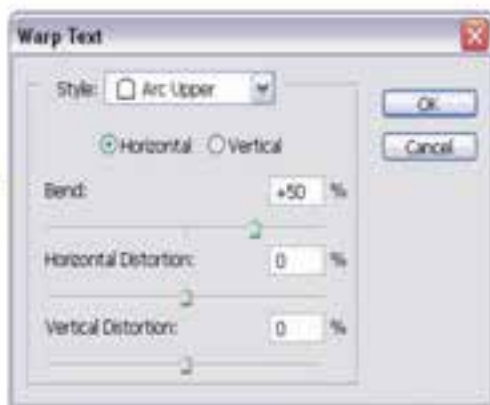 Warp Text
Style: Arc Upper
OK
Horizontal Vertical
Cancel
Bend: +50 %
Horizontal Distortion: 0 %
Vertical Distortion: 0 %